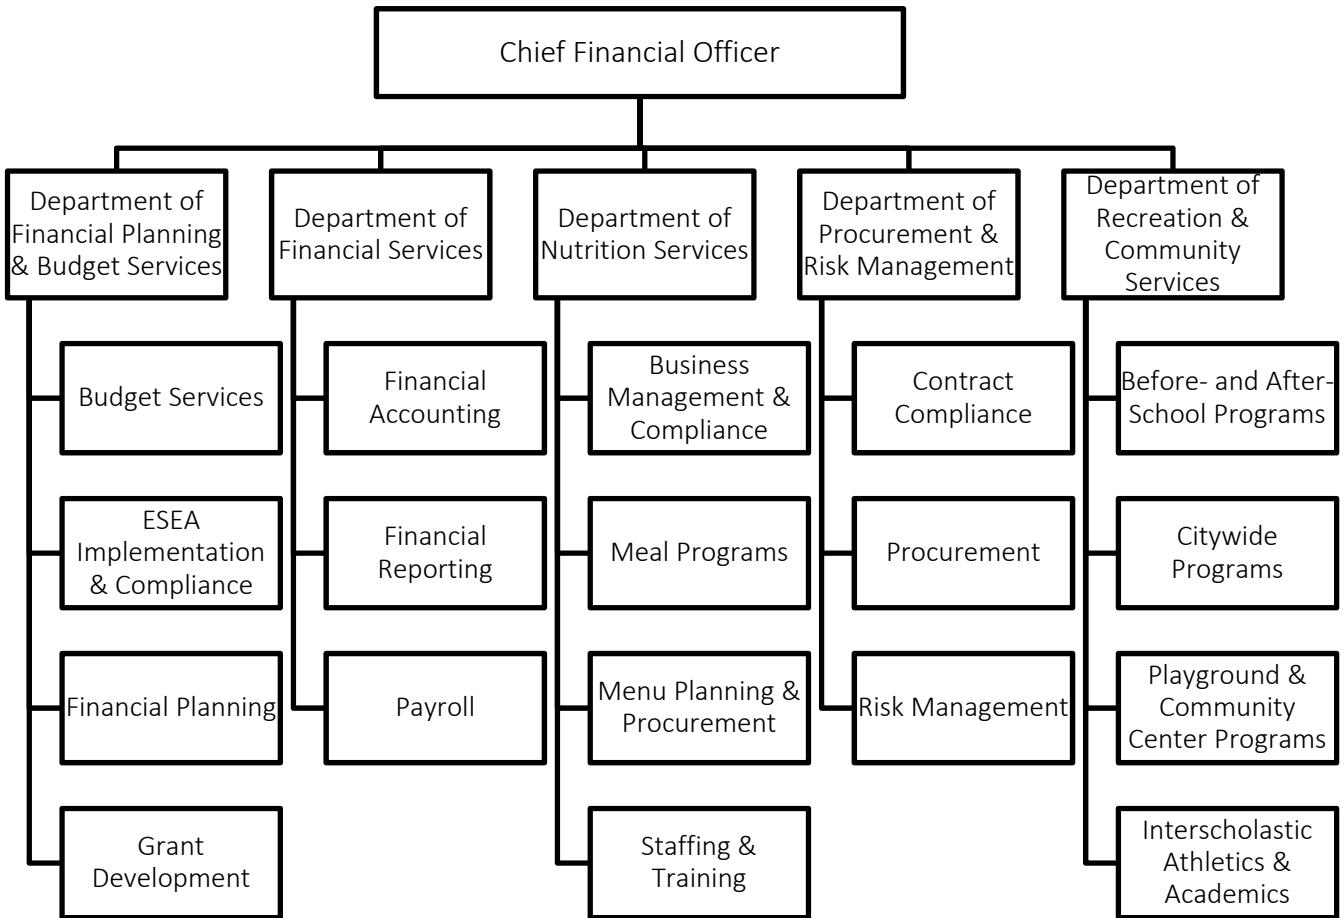 Chief Financial Officer
Department of
Financial Planning
& Budget Services
Department of
Financial Services
Department of
Nutrition Services
Department of
Procurement &
Risk Management
Department of
Recreation &
Community
Services
Budget Services
ESEA
Implementation
& Compliance
Financial Planning
Grant
Development
Financial
Accounting
Financial
Reporting
Payroll
Business
Management &
Compliance
Meal Programs
Menu Planning &
Procurement
Staffing &
Training
Contract
Compliance
Procurement
Risk Management
Before- and After-
School Programs
Citywide
Programs
Playground &
Community
Center Programs
Interscholastic
Athletics &
Academics